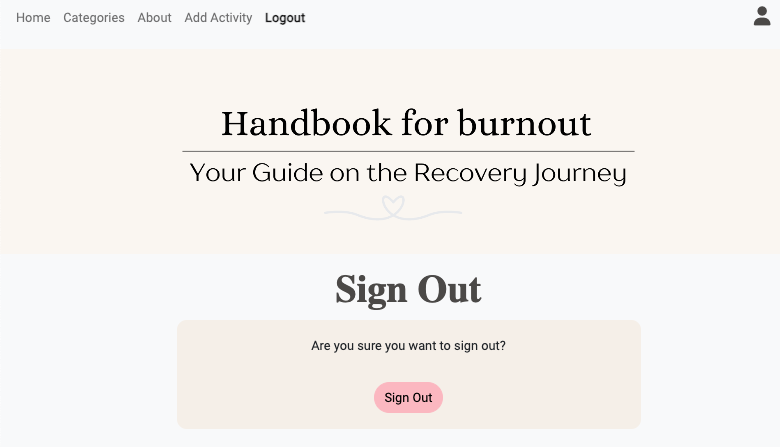 Home Categories About Add Activity Logout
Handbook for burnout
Your Guide on the Recovery Journey
Sign Out
Are you sure you want to sign out?
Sign Out